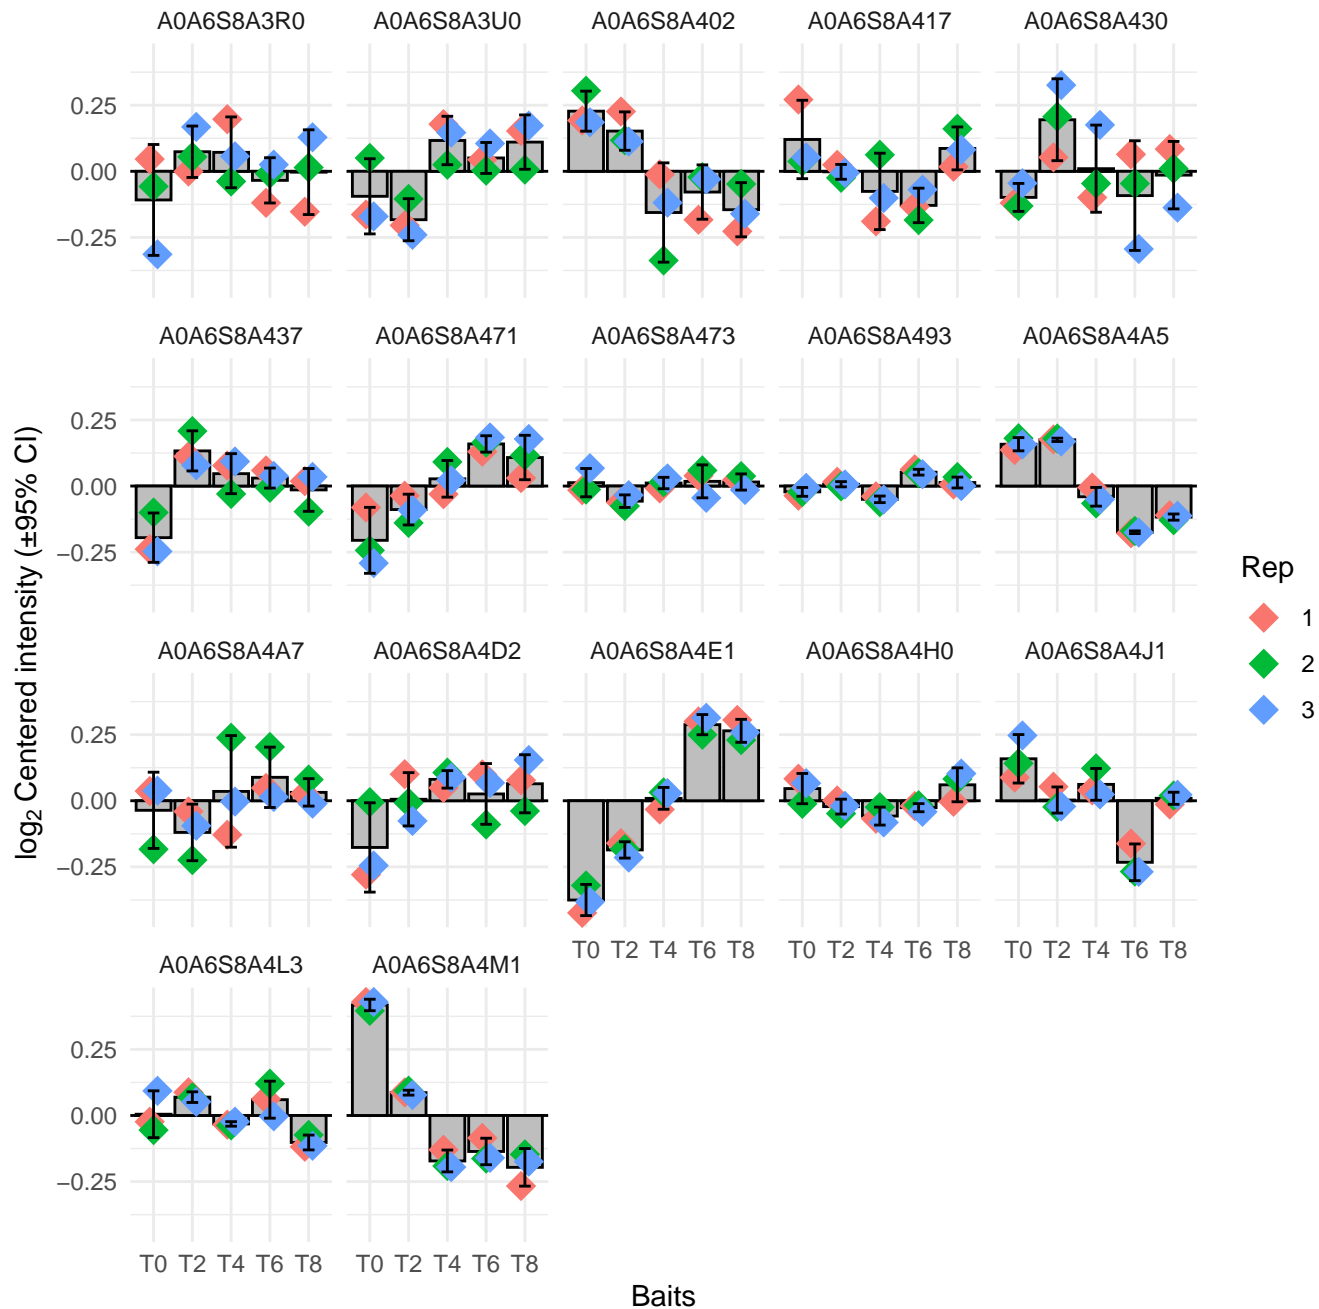 A0A6S8A3R0 A0A6S8A3U0 A0A6S8A402 A0A6S8A417 A0A6S8A430
0.25
0.00
−0.25
A0A6S8A437 A0A6S8A471 A0A6S8A473 A0A6S8A493 A0A6S8A4A5
0.25
0.00
−0.25
log2 Centered intensity (±95% CI)
Rep
1
2
3
A0A6S8A4A7 A0A6S8A4D2 A0A6S8A4E1 A0A6S8A4H0 A0A6S8A4J1
0.25
0.00
−0.25
T0 T2 T4 T6 T8 T0 T2 T4 T6 T8 T0 T2 T4 T6 T8
A0A6S8A4L3 A0A6S8A4M1
0.25
0.00
−0.25
T0 T2 T4 T6 T8 T0 T2 T4 T6 T8
Baits